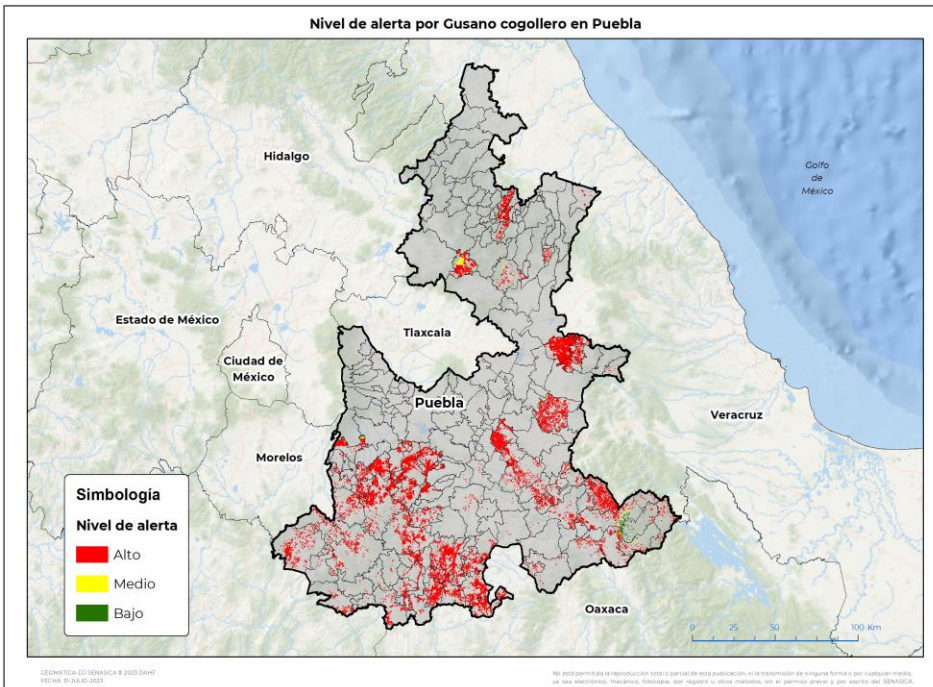 Nivel de alerta por Gusano cogollero en Puebla
Hidalgo
Golfo
de
México
Estado de México
Tlaxcala
Ciudad de
México
Puebla
Veracruz
Morelos
Simbología
Nivel de alerta
Alto
Medio
Bajo
Oaxaca
0 25 50 100 Km
GEOMATICA-DJ-SENASICA ® 2023 DAHF
FECHA: 31-JULIO-2023
No está permitida la reproducción total o parcial de esta publicación, ni la transmisión de ninguna forma o por cualquier medio,
ya sea electrónico, mecánico, fotocopia, por registro u otros métodos, sin el permiso previo y por escrito del SENASICA.